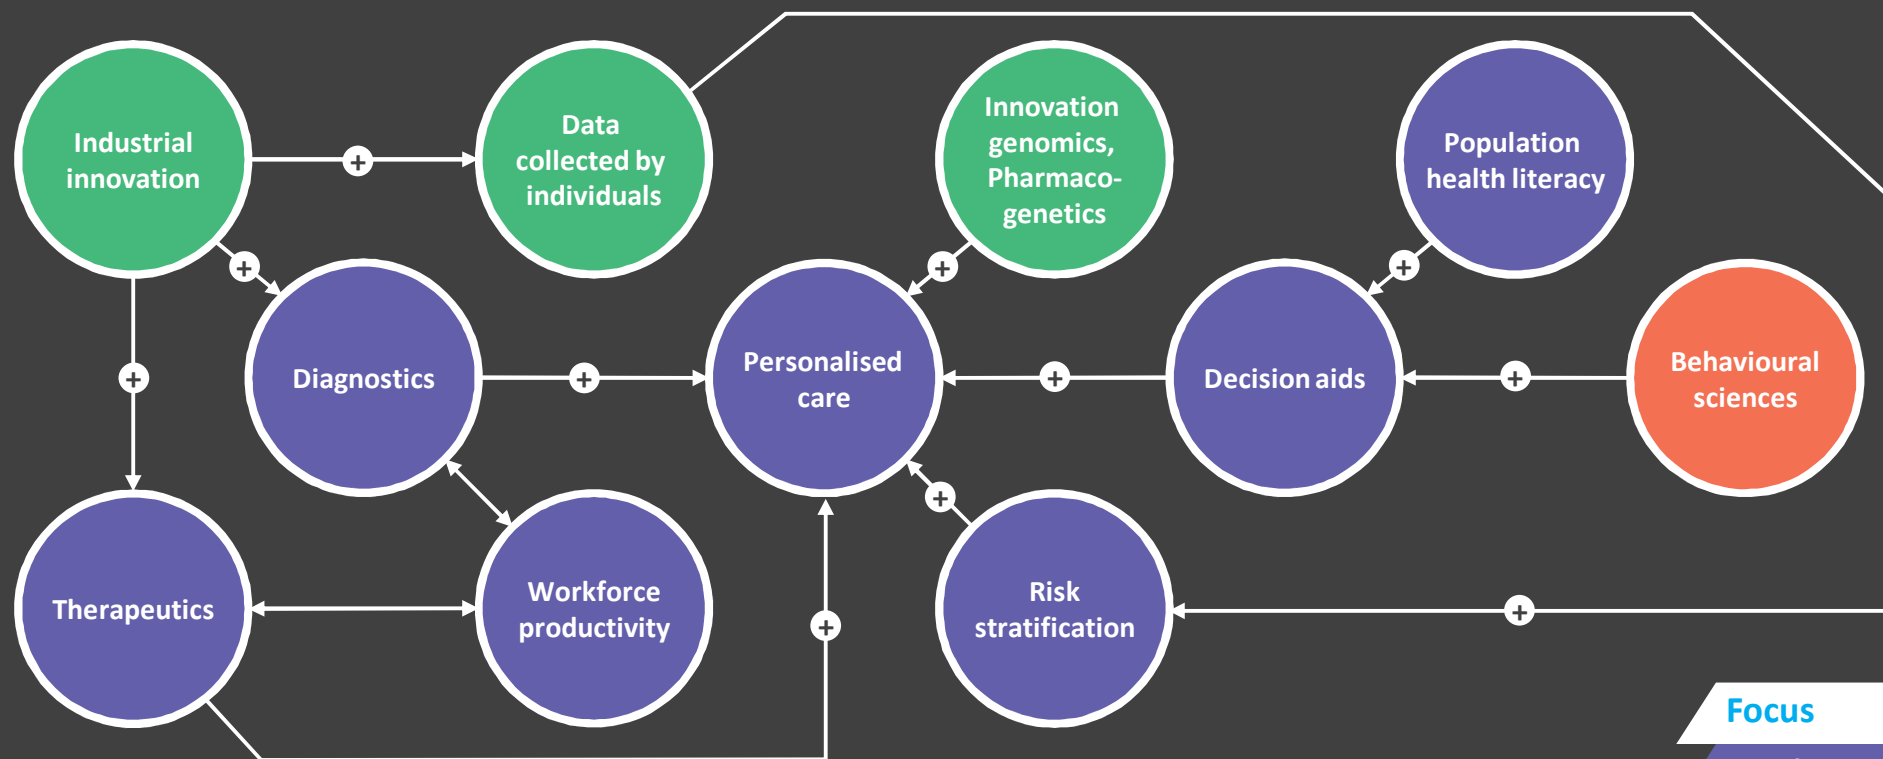 Industrial
innovation
Data
collected by
individuals
Innovation
genomics,
Pharmaco-
genetics
Population
health literacy
+
+
+
+
Diagnostics
Personalised
care
Decision aids
Behavioural
sciences
+
+
+
+
+
Therapeutics
Workforce
productivity
Risk
stratification
+
+
Focus